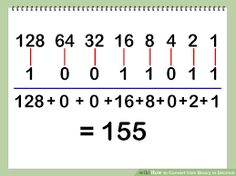 128 64 32 16 8 4 2 1
1 0 0 1 1 0 1 1
128+0+0+16+8+0+2+1
= 155
wikiHow to Convert from Binary to Decimal